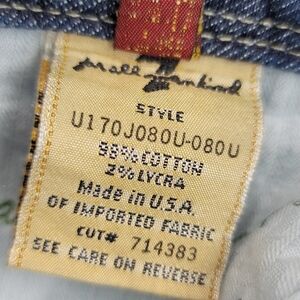 for all mankind
STYLE
U170J080U-080U
98% COTTON
2% LYCRA
Made in U.S.A.
OF IMPORTED FABRIC
CUT# 714383
SEE CARE ON REVERSE